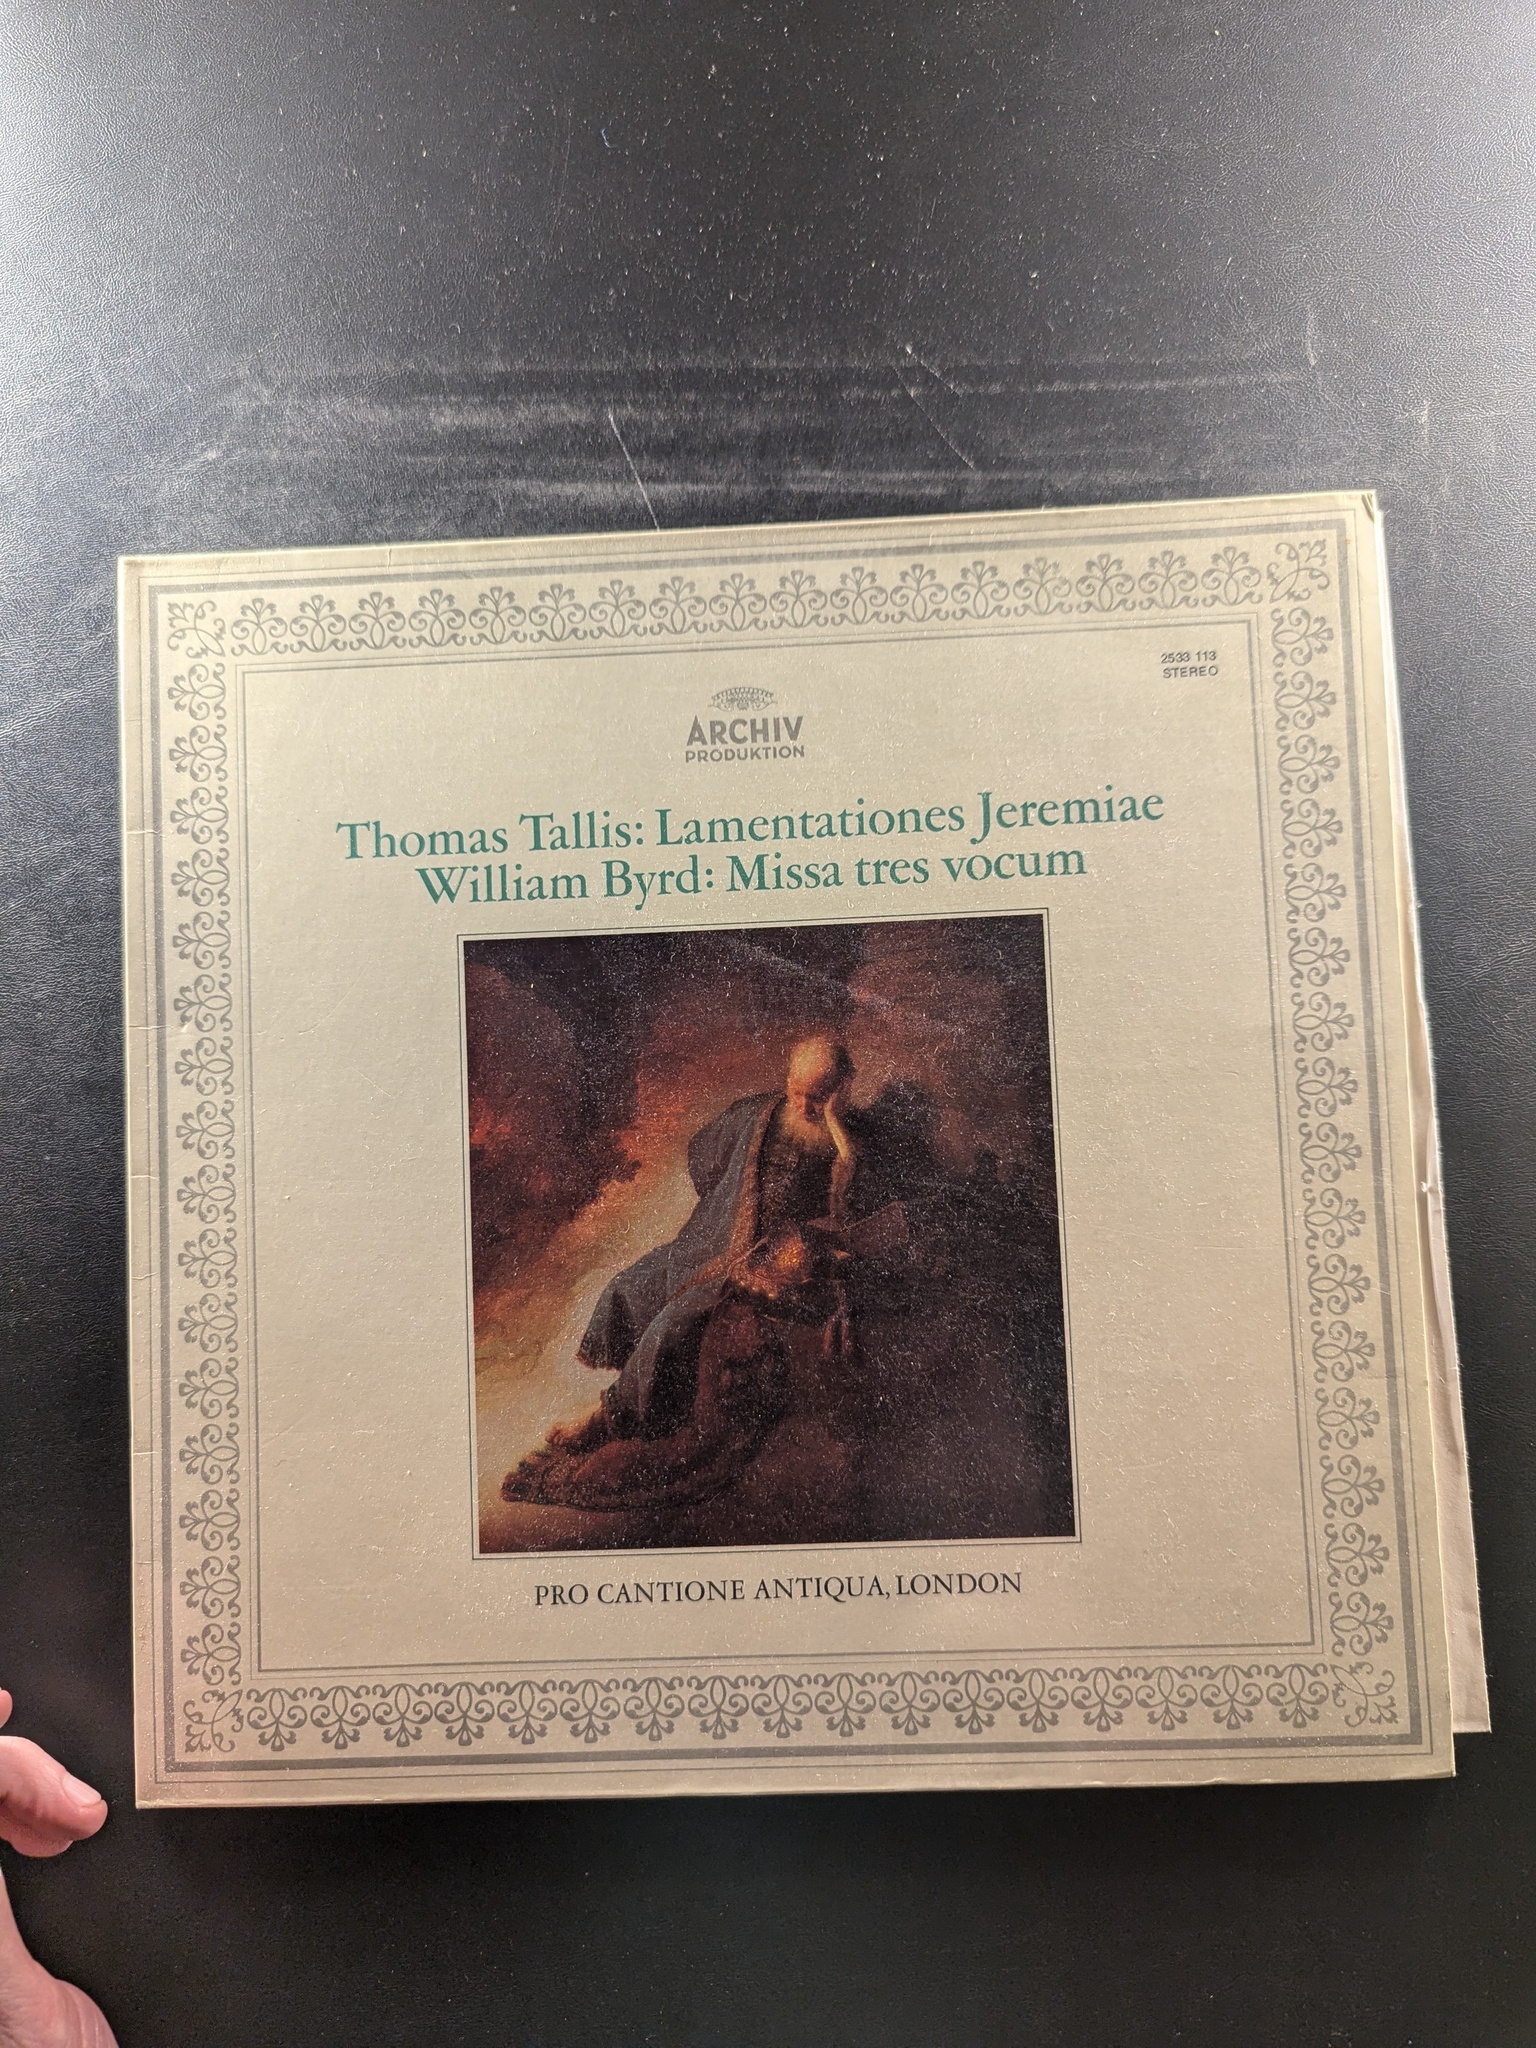 2533 113
STEREO
ARCHIV
PRODUKTION
Thomas Tallis: Lamentationes Jeremiae
William Byrd: Missa tres vocum
PRO CANTIONE ANTIQUA, LONDON